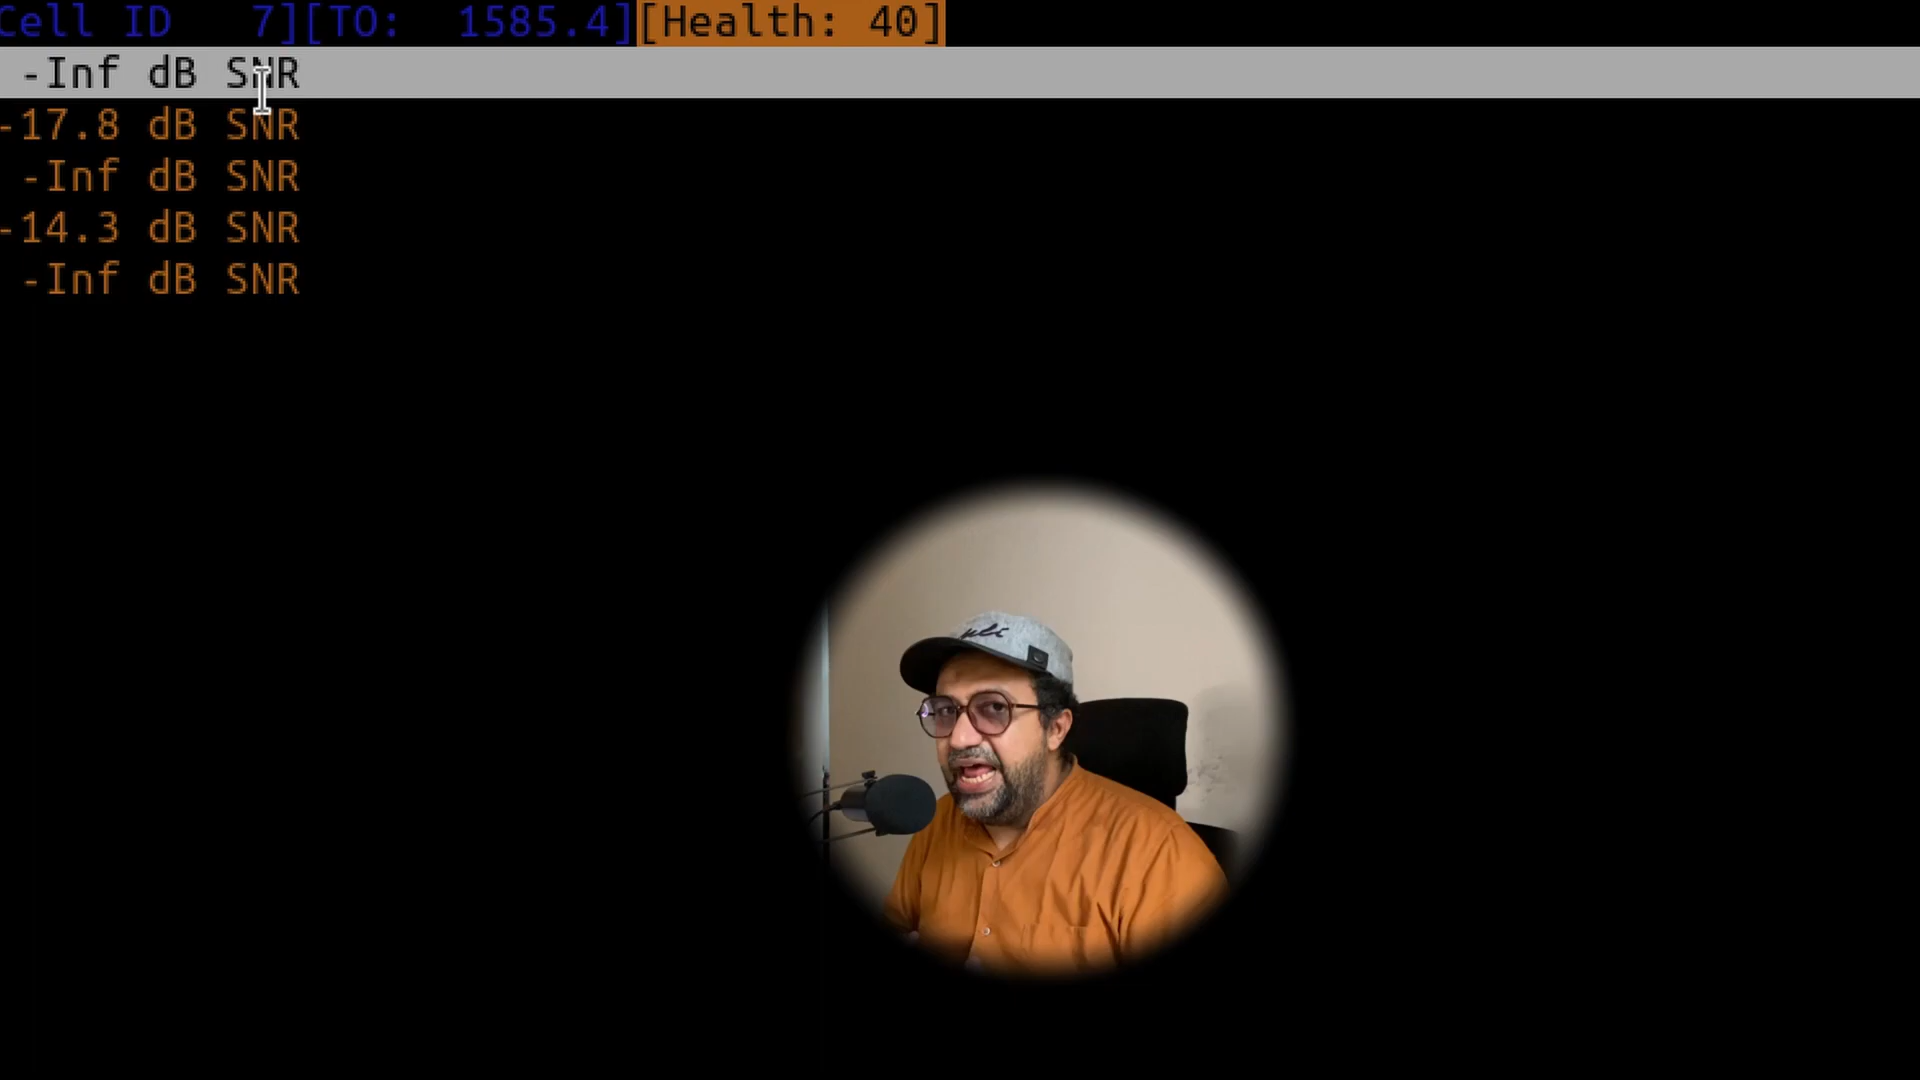 Cell ID 7][TO: 1585.4][Health: 40]
-Inf dB SNR
-17.8 dB SNR
-Inf dB SNR
-14.3 dB SNR
-Inf dB SNR